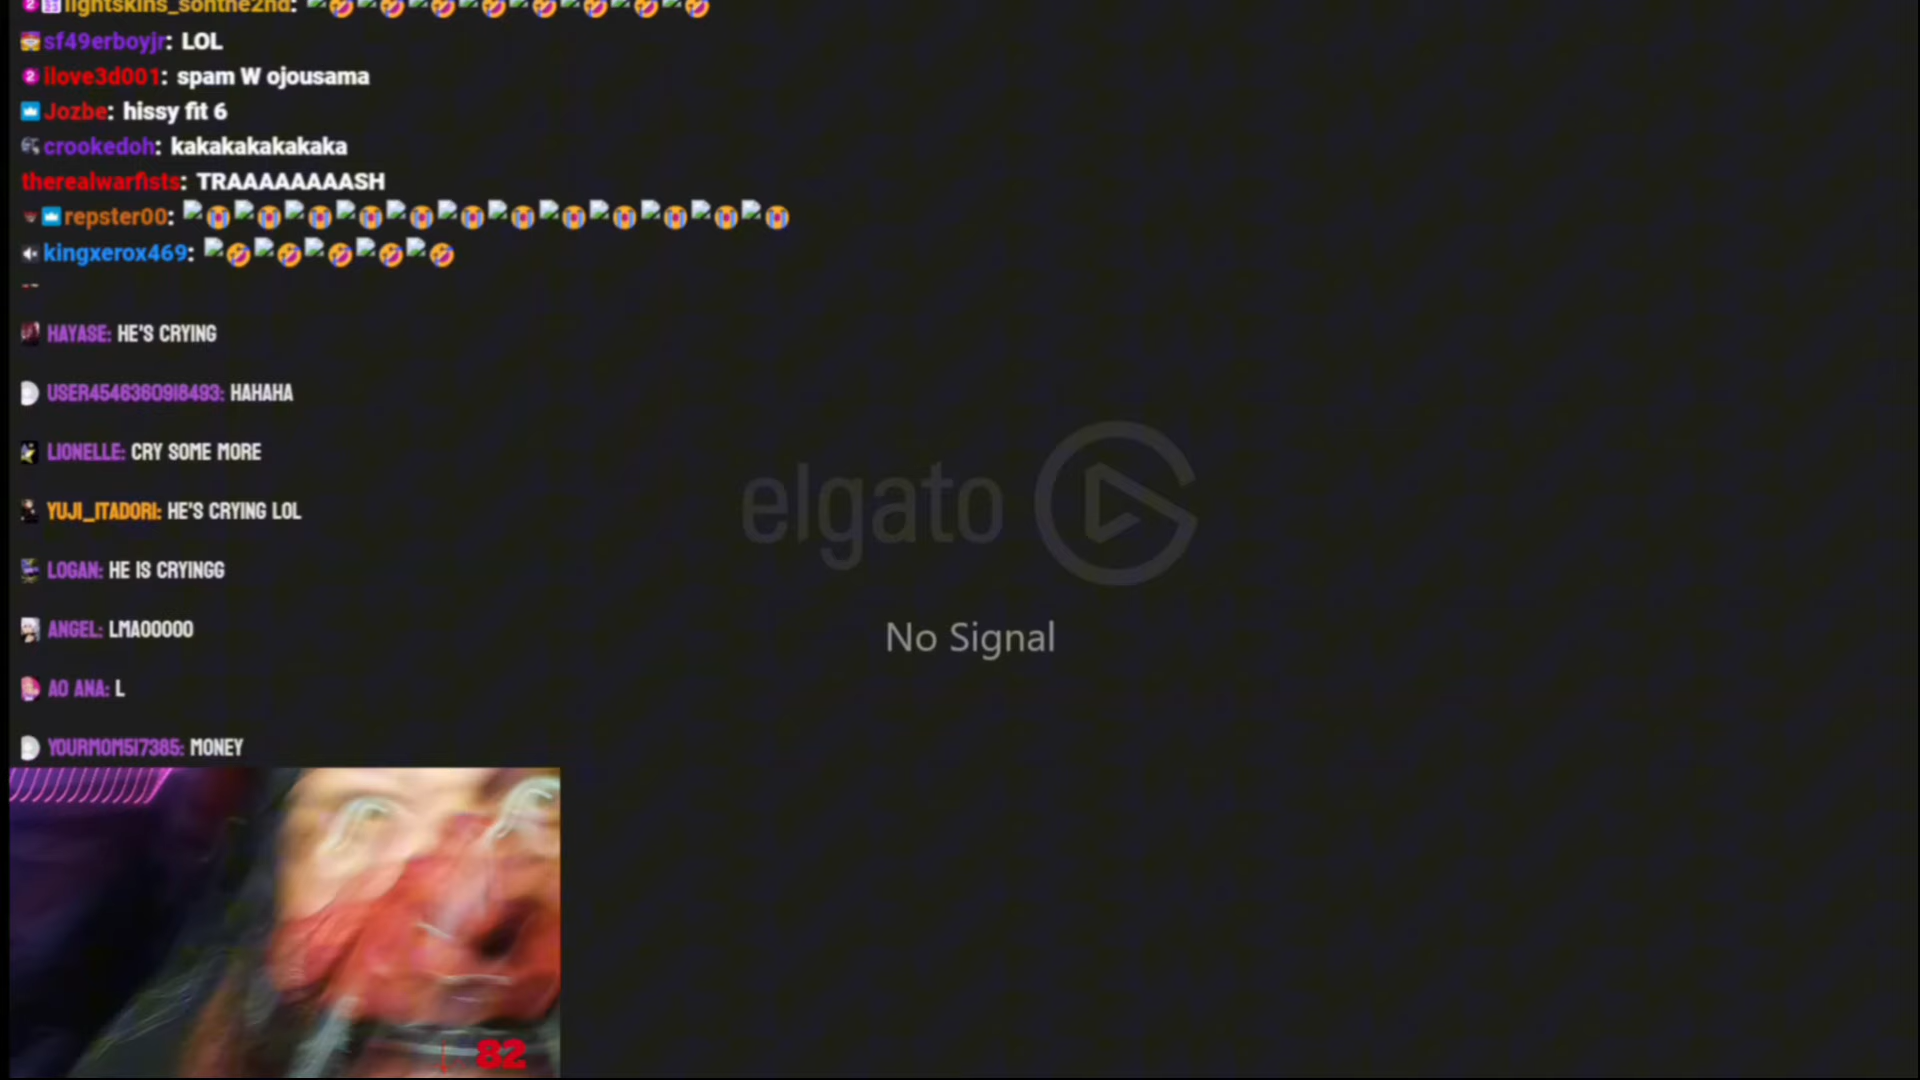 lightskins_sonthe2nd:
sf49erboyjr: LOL
ilove3d001: spam W ojousama
Jozbe: hissy fit 6
crookedoh: kakakakakakaka
therealwarfists: TRAAAAAAAASH
repster00: 😭😭😭😭😭😭😭😭😭😭😭😭
kingxerox469: 🤣🤣🤣🤣🤣
HAYASE: HE'S CRYING
USER4546360918493: HAHAHA
LIONELLE: CRY SOME MORE
YUJI_ITADORI: HE'S CRYING LOL
LOGAN: HE IS CRYINGG
ANGEL: LMAOOOOO
AO ANA: L
YOURMOM517385: MONEY
elgato
No Signal
82